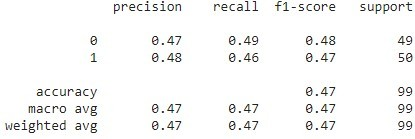 precision recall f1-score support
0 0.47 0.49 0.48 49
1 0.48 0.46 0.47 50
accuracy 0.47 99
macro avg 0.47 0.47 0.47 99
weighted avg 0.47 0.47 0.47 99